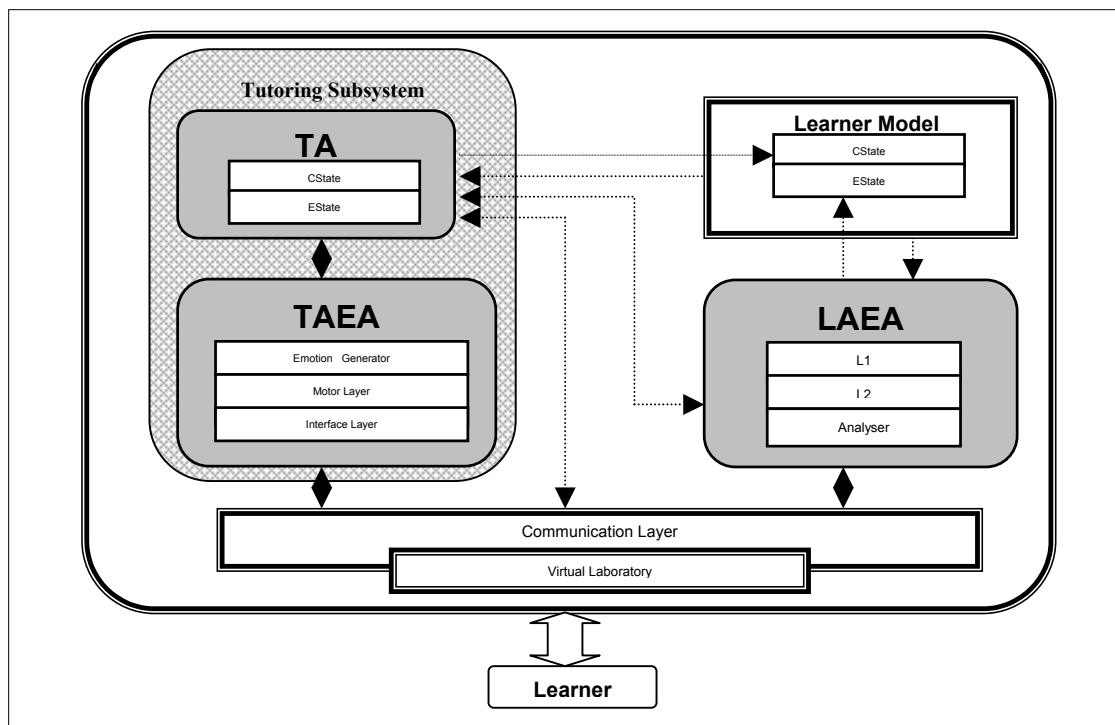 Tutoring Subsystem
TA
CState
EState
Learner Model
CState
EState
TAEA
Emotion Generator
Motor Layer
Interface Layer
LAEA
L1
L2
Analyser
Communication Layer
Virtual Laboratory
Learner